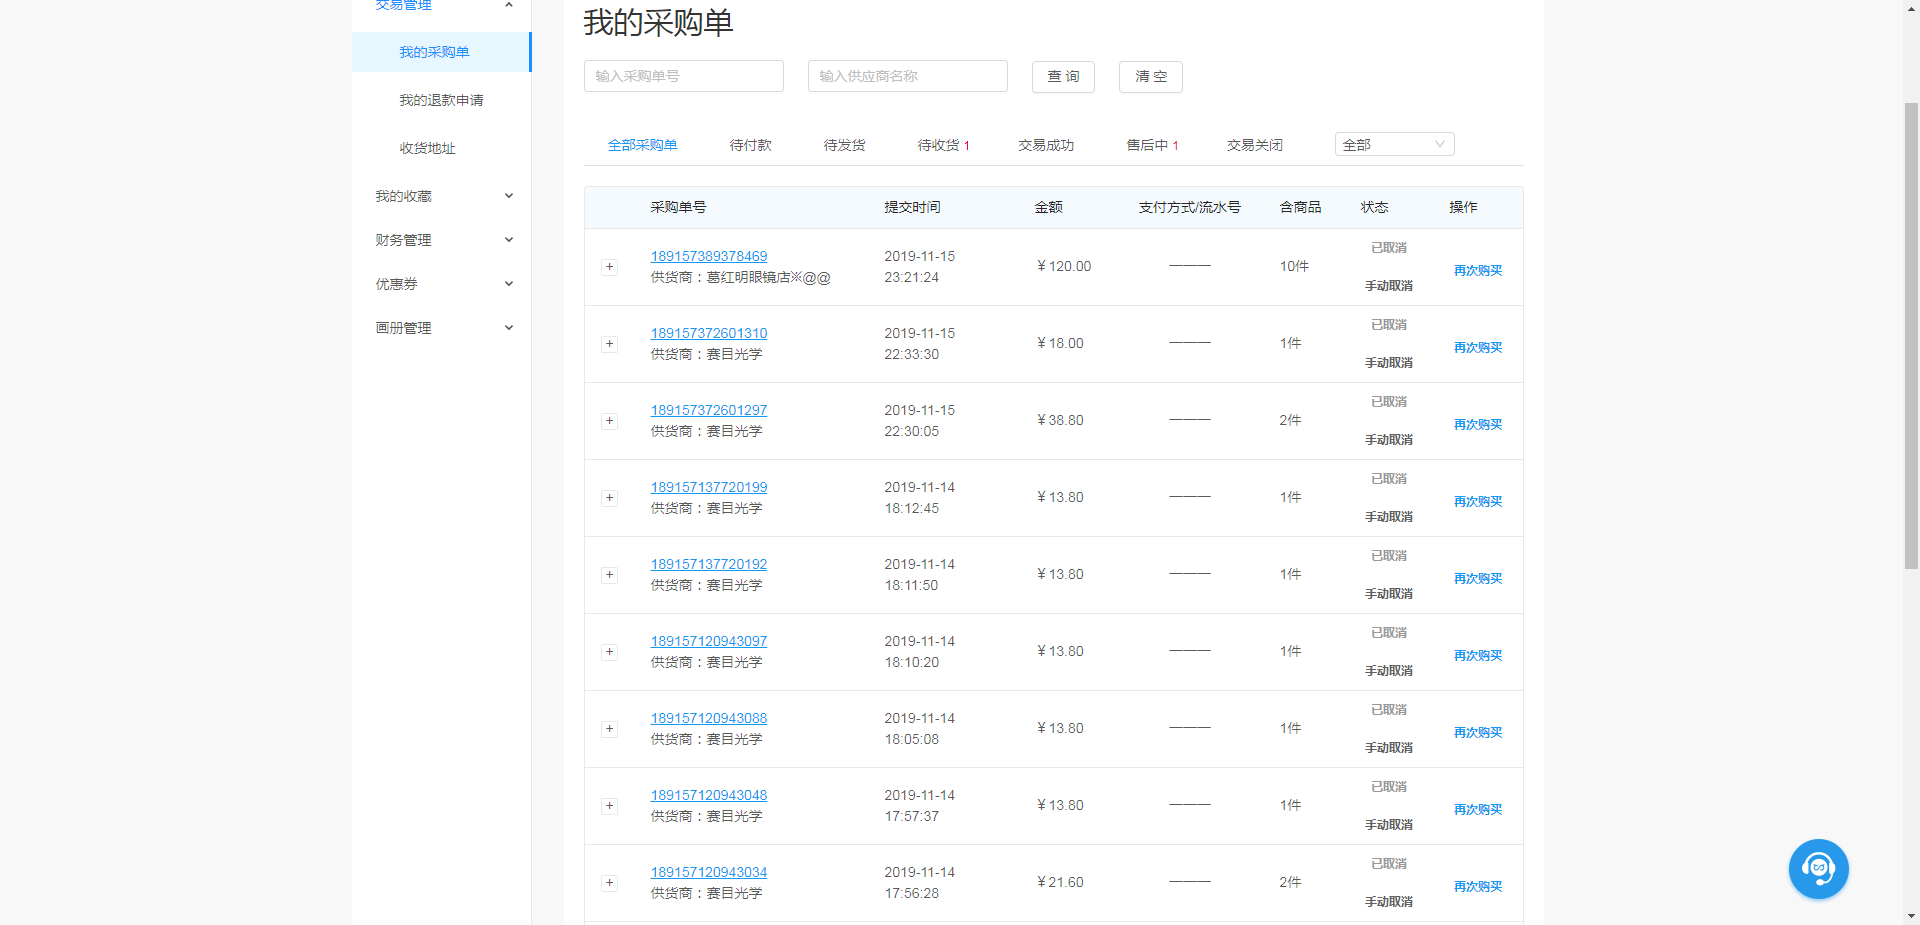 交易管理
我的采购单
我的退款申请
收货地址
我的收藏
财务管理
优惠券
画册管理
我的采购单
输入采购单号 输入供应商名称 查 询 清 空
全部采购单 待付款 待发货 待收货 1 交易成功 售后中 1 交易关闭 全部
采购单号 提交时间 金额 支付方式/流水号 含商品 状态 操作
189157389378469
供货商：葛红明眼镜店※@@
2019-11-15
23:21:24
￥120.00
———
10件
已取消
手动取消
再次购买
189157372601310
供货商：赛目光学
2019-11-15
22:33:30
￥18.00
———
1件
已取消
手动取消
再次购买
189157372601297
供货商：赛目光学
2019-11-15
22:30:05
￥38.80
———
2件
已取消
手动取消
再次购买
189157137720199
供货商：赛目光学
2019-11-14
18:12:45
￥13.80
———
1件
已取消
手动取消
再次购买
189157137720192
供货商：赛目光学
2019-11-14
18:11:50
￥13.80
———
1件
已取消
手动取消
再次购买
189157120943097
供货商：赛目光学
2019-11-14
18:10:20
￥13.80
———
1件
已取消
手动取消
再次购买
189157120943088
供货商：赛目光学
2019-11-14
18:05:08
￥13.80
———
1件
已取消
手动取消
再次购买
189157120943048
供货商：赛目光学
2019-11-14
17:57:37
￥13.80
———
1件
已取消
手动取消
再次购买
189157120943034
供货商：赛目光学
2019-11-14
17:56:28
￥21.60
———
2件
已取消
手动取消
再次购买